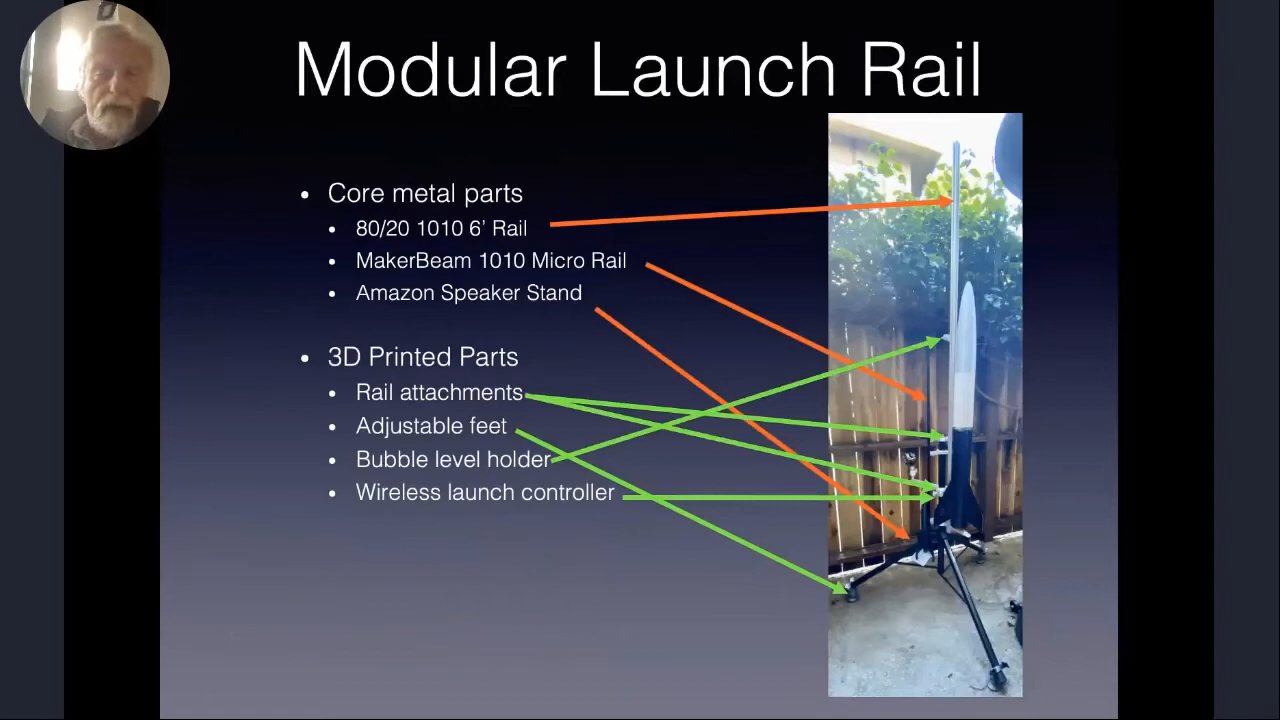 Modular Launch Rail
• Core metal parts
• 80/20 1010 6' Rail
• MakerBeam 1010 Micro Rail
• Amazon Speaker Stand
• 3D Printed Parts
• Rail attachments
• Adjustable feet
• Bubble level holder
• Wireless launch controller